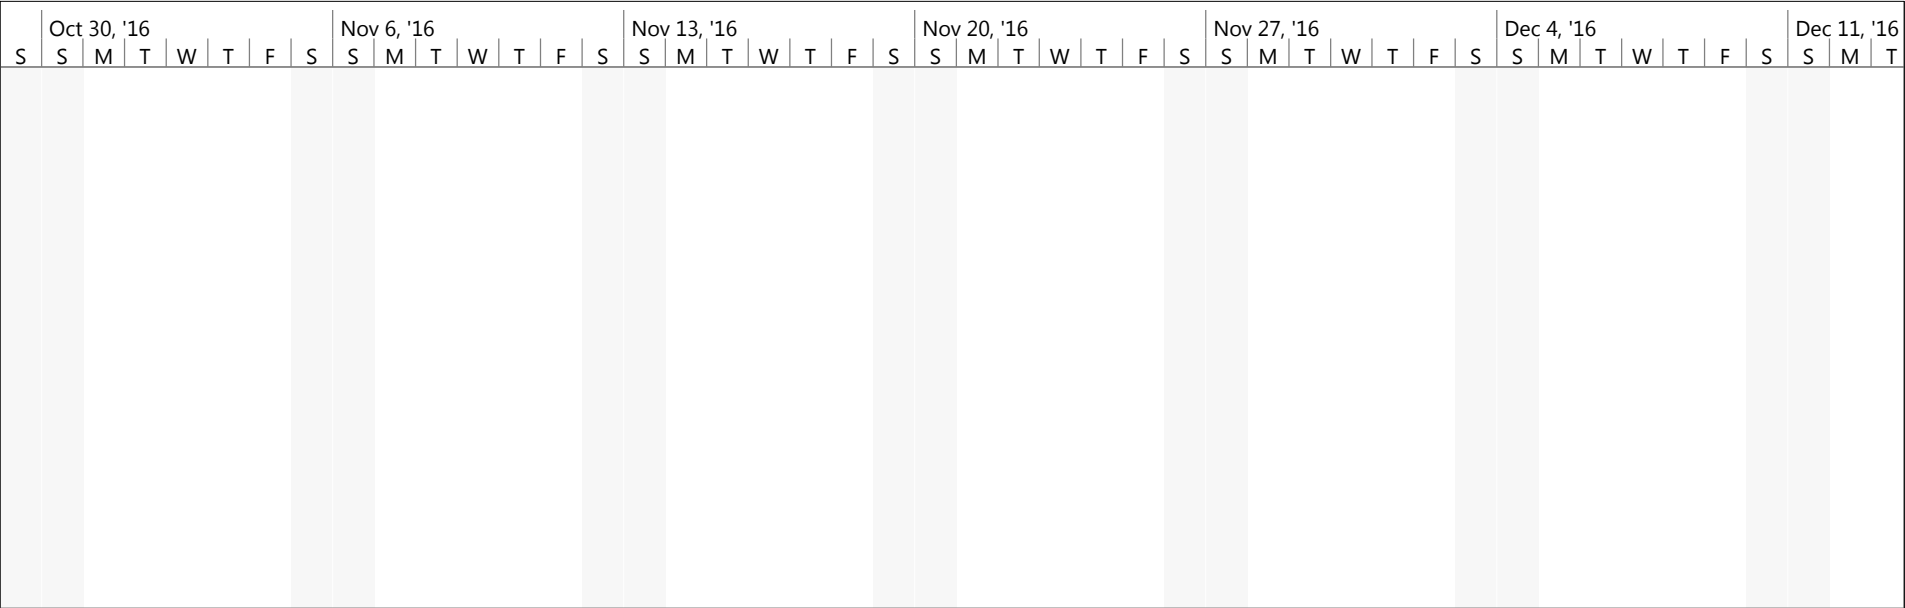 Oct 30, '16 Nov 6, '16 Nov 13, '16 Nov 20, '16 Nov 27, '16 Dec 4, '16 Dec 11, '16
S S M T W T F S S M T W T F S S M T W T F S S M T W T F S S M T W T F S S M T W T F S S M T